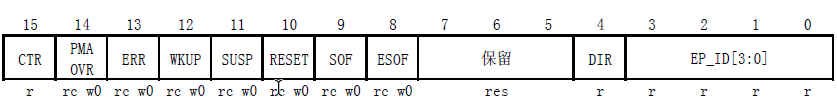 15 14 13 12 11 10 9 8 7 6 5 4 3 2 1 0
CTR PMA OVR ERR WKUP SUSP RESET SOF ESOF 保留 DIR EP_ID[3:0]
r rc w0 rc w0 rc w0 rc w0 rc w0 rc w0 rc w0 res r r r r r